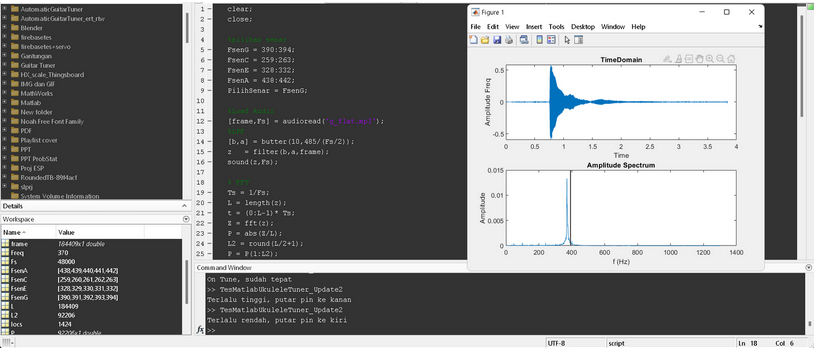 AutomaticGuitarTuner
AutomaticGuitarTuner_ert_rtw
Blender
firebasetes
firebasetes+servo
Gantungan
Guitar Tuner
HX_scale_Thingsboard
IMG dan GIF
MathWorks
Matlab
New folder
Noah Free Font Family
PDF
Playlist cover
PPT
PPT ProbStat
Proj ESP
RoundedTB-89f4acf
slprj
System Volume Information
Details
Workspace
Name
Value
frame 184409x1 double
Freq 370
Fs 48000
FsenA [438,439,440,441,442]
FsenC [259,260,261,262,263]
FsenE [328,329,330,331,332]
FsenG [390,391,392,393,394]
L 184409
L2 92206
locs 1424
P 92206x1 double
1 clear;
2 close;
3
4
5 FsenG = 390:394;
6 FsenC = 259:263;
7 FsenE = 328:332;
8 FsenA = 438:442;
9 PilihSenar = FsenG;
10
11 %Load Audio
12 [frame,Fs] = audioread('g_flat.mp3');
13
14 [b,a] = butter(10,485/(Fs/2));
15 z = filter(b,a,frame);
16 sound(z,Fs);
17
18 % FFT
19 Ts = 1/Fs;
20 L = length(z);
21 t = (0:L-1)* Ts;
22 Z = fft(z);
23 P = abs(Z/L);
24 L2 = round(L/2+1);
25 P = P(1:L2);
Figure 1
File Edit View Insert Tools Desktop Window Help
TimeDomain
Amplitude Freq
0.5
0
-0.5
0 0.5 1 1.5 2 2.5 3 3.5 4
Time
Amplitude Spectrum
Amplitude
0.015
0.01
0.005
0
0 200 400 600 800 1000 1200 1400
f (Hz)
Command Window
On Tune, sudah tepat
>> TesMatlabUkuleleTuner_Update2
Terlalu tinggi, putar pin ke kanan
>> TesMatlabUkuleleTuner_Update2
Terlalu rendah, putar pin ke kiri
fx >>
UTF-8 script Ln 18 Col 6